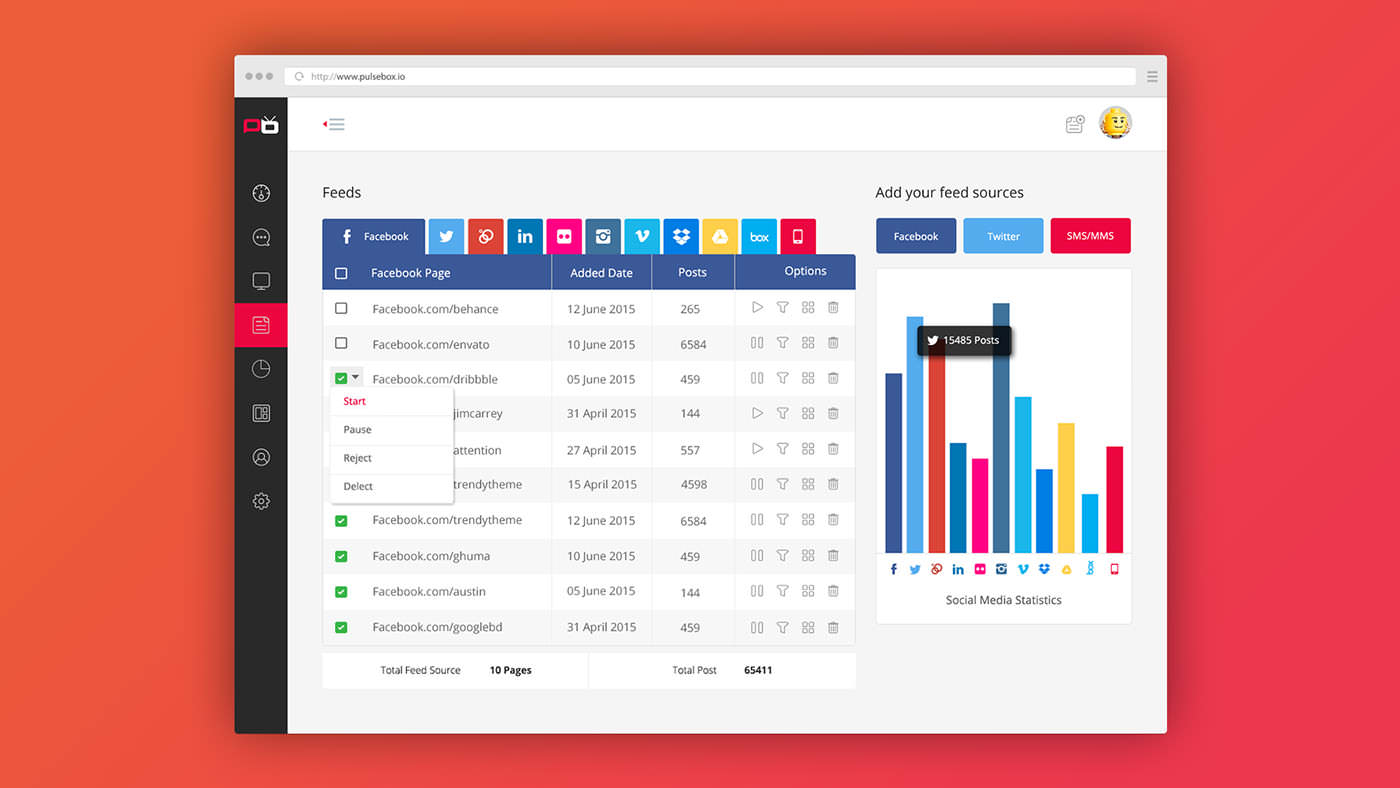 http://www.pulsebox.io
Feeds
Add your feed sources
Facebook
in
box
Facebook
Twitter
SMS/MMS
Facebook Page Added Date Posts Options
Facebook.com/behance 12 June 2015 265
Facebook.com/envato 10 June 2015 6584
Facebook.com/dribbble 05 June 2015 459
Start
jimcarrey 31 April 2015 144
Pause
attention 27 April 2015 557
Reject
trendytheme 15 April 2015 4598
Delect
Facebook.com/trendytheme 12 June 2015 6584
Facebook.com/ghuma 10 June 2015 459
Facebook.com/austin 05 June 2015 144
Facebook.com/googlebd 31 April 2015 459
Total Feed Source 10 Pages Total Post 65411
15485 Posts
in
box
Social Media Statistics